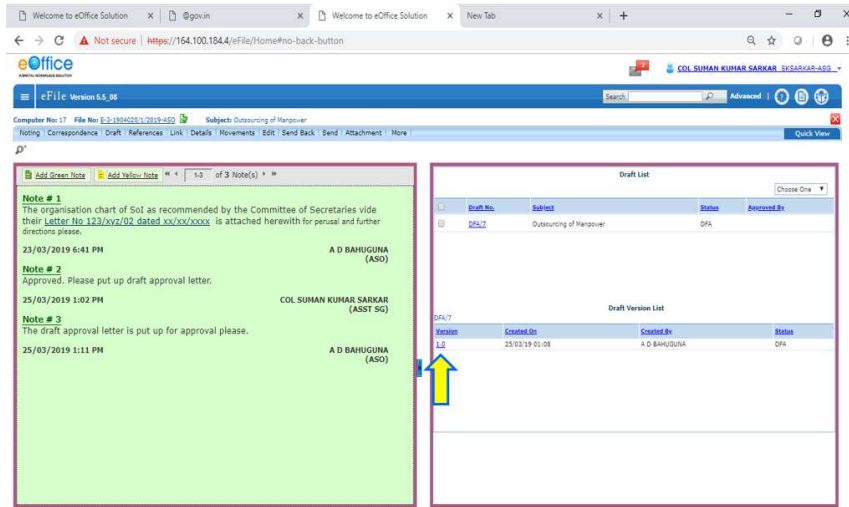 Welcome to eOffice Solution
@gov.in
Welcome to eOffice Solution
New Tab
Not secure | https://164.100.184.4/eFile/Home#no-back-button
eOffice
COL SUMAN KUMAR SARKAR SKSARKAR-ASG
eFile Version 5.5_08
Search
Advanced
Computer No: 17 File No: E-3-1904020/1/2019-ASO Subject: Outsourcing of Manpower
Noting Correspondence Draft References Link Details Movements Edit Send Back Send Attachment More
Quick View
Add Green Note Add Yellow Note 1-3 of 3 Note(s)
Note # 1
The organisation chart of SoI as recommended by the Committee of Secretaries vide
their Letter No 123/xyz/02 dated xx/xx/xxxx is attached herewith for perusal and further
directions please.
23/03/2019 6:41 PM A D BAHUGUNA
(ASO)
Note # 2
Approved. Please put up draft approval letter.
25/03/2019 1:02 PM COL SUMAN KUMAR SARKAR
(ASST SG)
Note # 3
The draft approval letter is put up for approval please.
25/03/2019 1:11 PM A D BAHUGUNA
(ASO)
Draft List
Choose One
Draft No. Subject Status Approved By
DFA/7 Outsourcing of Manpower DFA
Draft Version List
DFA/7
Version Created On Created By Status
1.0 25/03/19 01:08 A D BAHUGUNA DFA